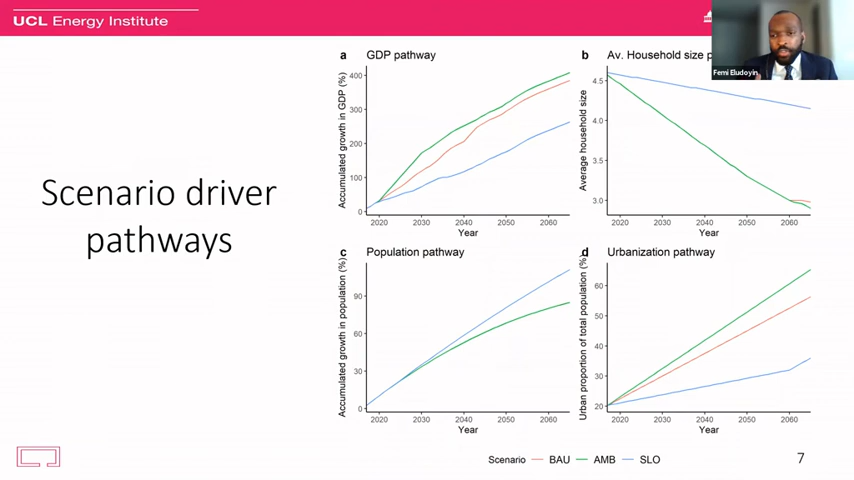 UCL Energy Institute
Femi Eludoyin
Scenario driver
pathways
a GDP pathway
Accumulated growth in GDP (%)
400
300
200
100
0
2020 2030 2040 2050 2060
Year
b Av. Household size p
Average household size
4.5
4.0
3.5
3.0
2020 2030 2040 2050 2060
Year
c Population pathway
Accumulated growth in population (%)
90
60
30
0
2020 2030 2040 2050 2060
Year
d Urbanization pathway
Urban proportion of total population (%)
60
50
40
30
20
2020 2030 2040 2050 2060
Year
Scenario BAU AMB SLO
7